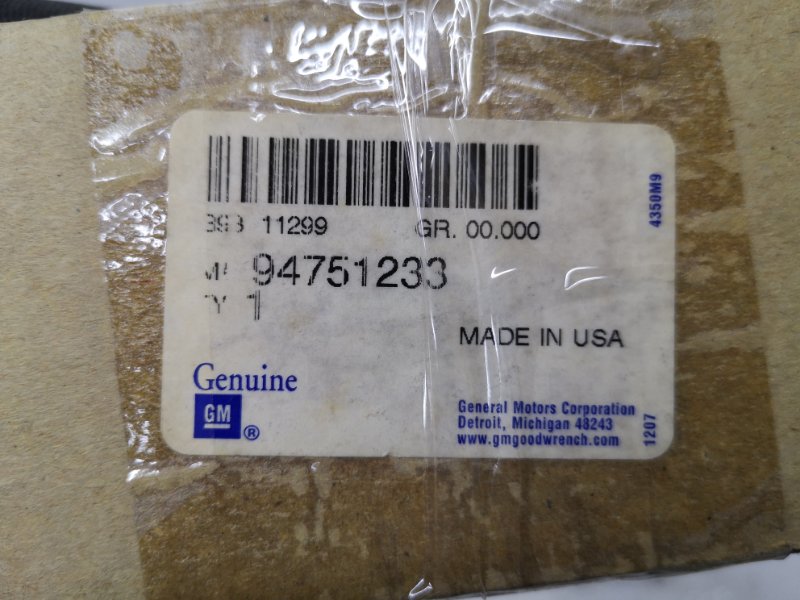 11299 GR. 00.000
94751233
1
MADE IN USA
Genuine
GM ®
General Motors Corporation
Detroit, Michigan 48243
www.gmgoodwrench.com
4350M9
1207